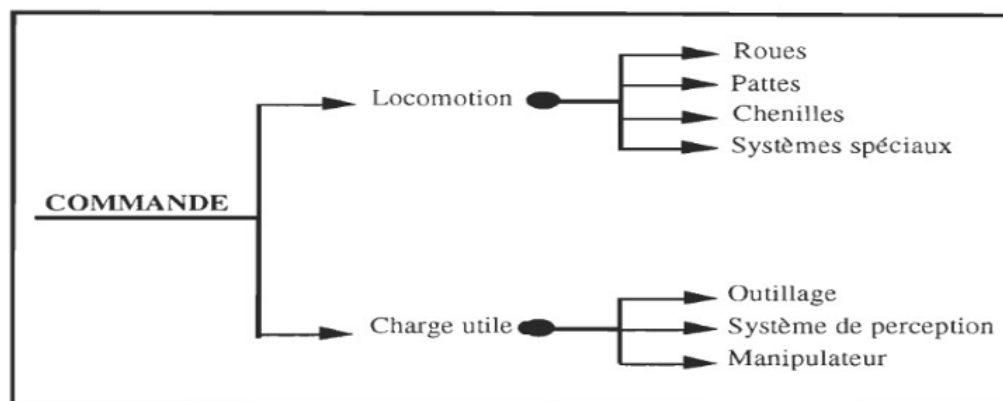 Roues
Locomotion
Pattes
Chenilles
Systèmes spéciaux
COMMANDE
Outillage
Charge utile
Système de perception
Manipulateur